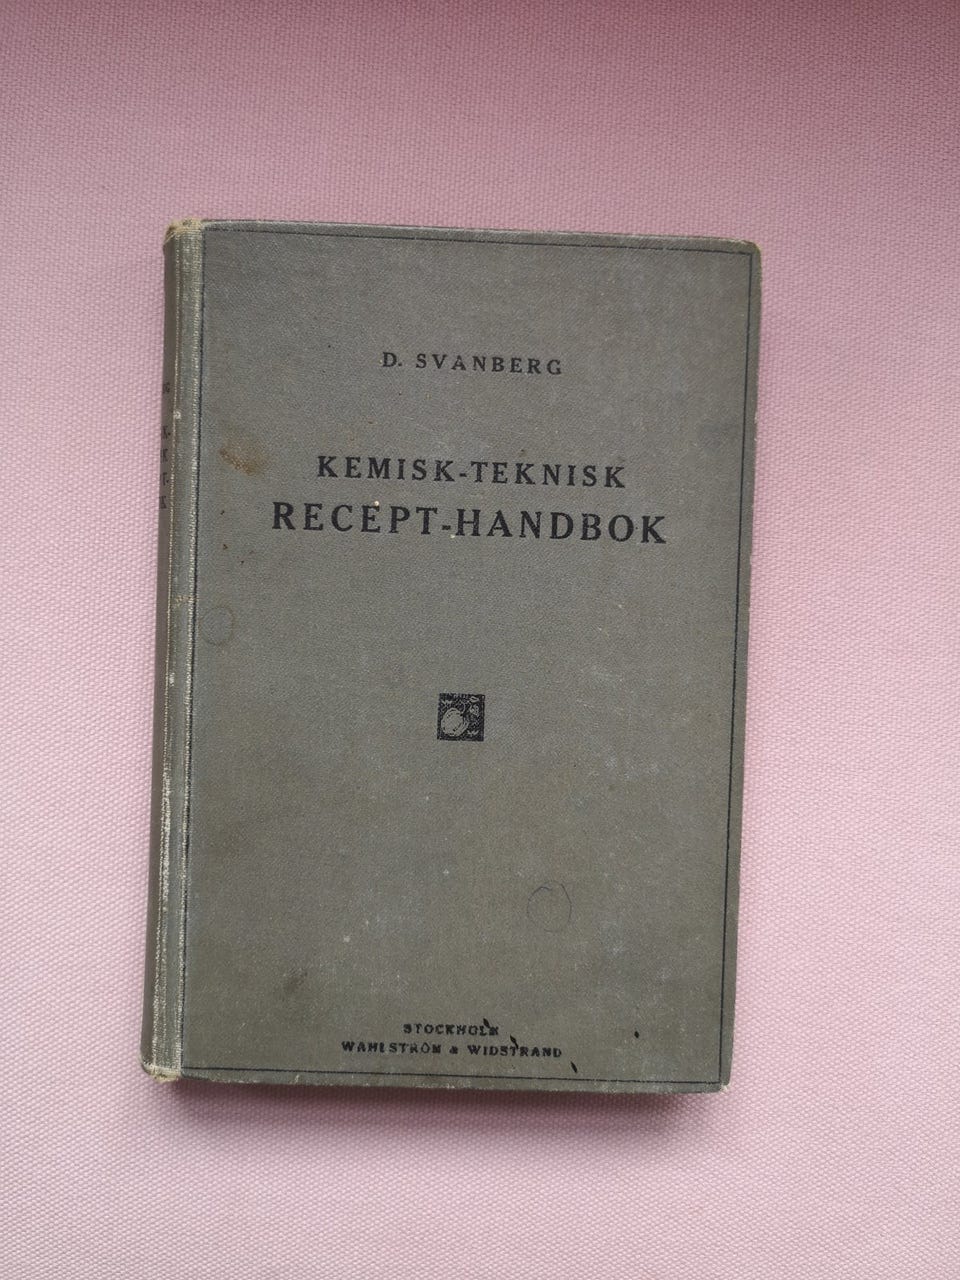 D. SVANBERG
KEMISK-TEKNISK
RECEPT-HANDBOK
STOCKHOLM
WAHLSTRÖM & WIDSTRAND